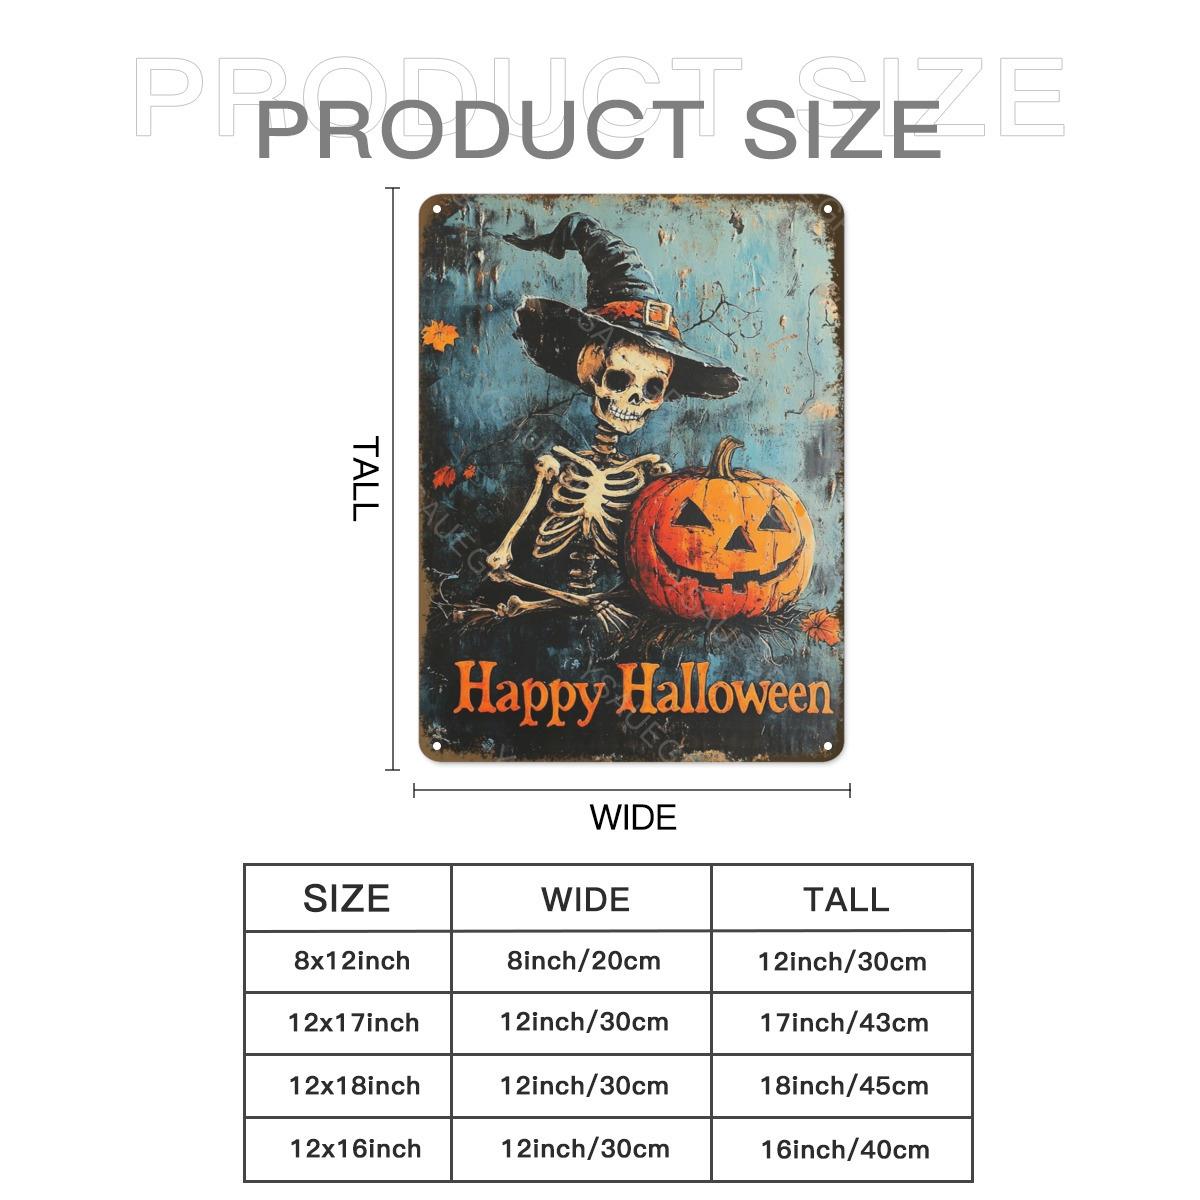 PRODUCT SIZE
PRODUCT SIZE
TALL
Happy Halloween
WIDE
SIZE WIDE TALL
8x12inch 8inch/20cm 12inch/30cm
12x17inch 12inch/30cm 17inch/43cm
12x18inch 12inch/30cm 18inch/45cm
12x16inch 12inch/30cm 16inch/40cm